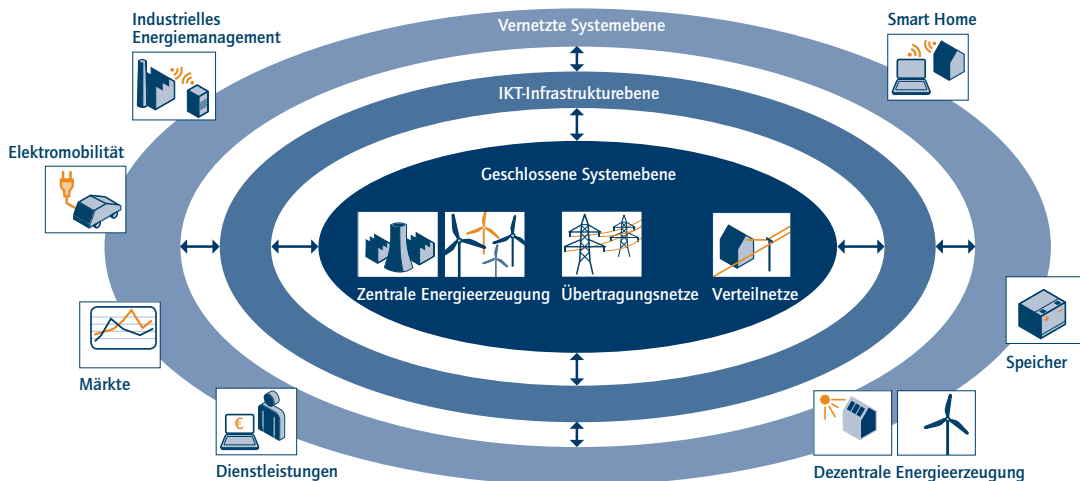 Industrielles
Energiemanagement
Vernetzte Systemebene
Smart Home
IKT-Infrastrukturebene
Elektromobilität
Geschlossene Systemebene
Zentrale Energieerzeugung
Übertragungsnetze
Verteilnetze
Märkte
Speicher
€
Dienstleistungen
Dezentrale Energieerzeugung